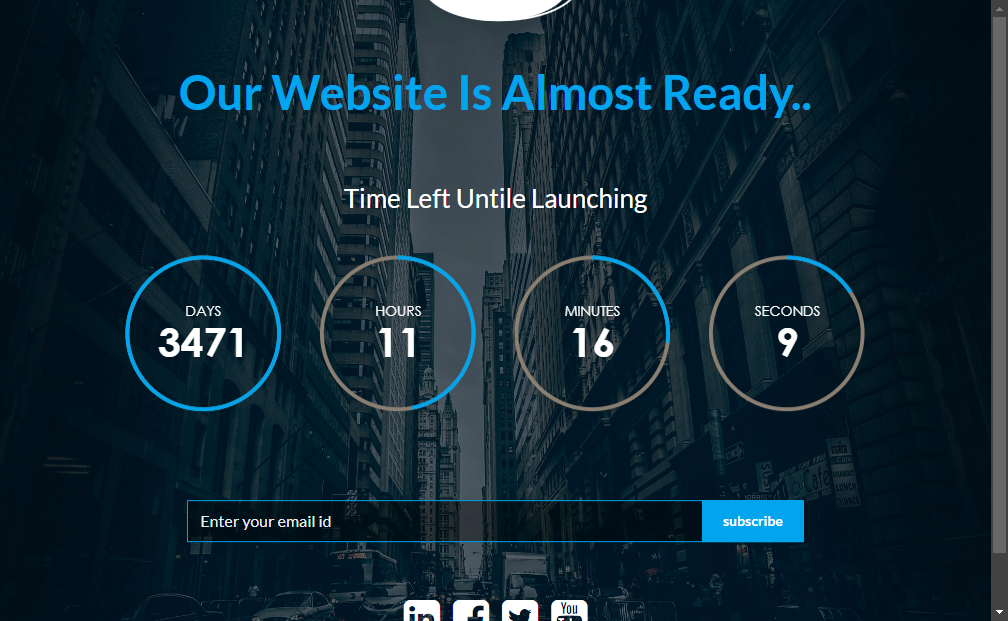 Our Website Is Almost Ready..
Time Left Untile Launching
DAYS
3471
HOURS
11
MINUTES
16
SECONDS
9
Enter your email id
subscribe
in
f
You